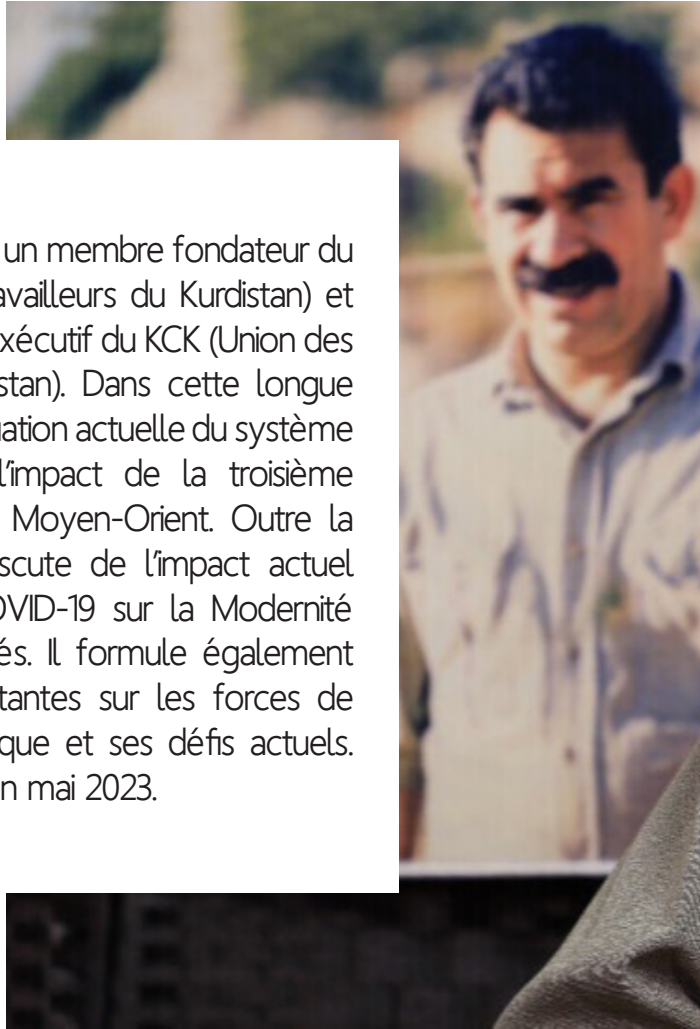 un membre fondateur du
availleurs du Kurdistan) et
xécutif du KCK (Union des
stan). Dans cette longue
uation actuelle du système
l'impact de la troisième
Moyen-Orient. Outre la
scute de l'impact actuel
OVID-19 sur la Modernité
és. Il formule également
tantes sur les forces de
que et ses défis actuels.
n mai 2023.